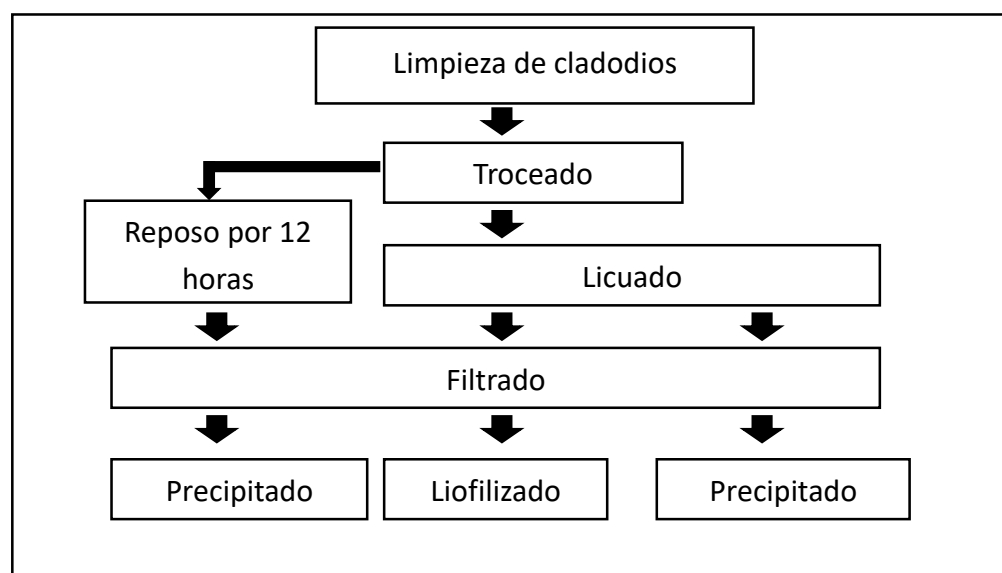 Limpieza de cladodios
Troceado
Reposo por 12
horas
Licuado
Filtrado
Precipitado
Liofilizado
Precipitado